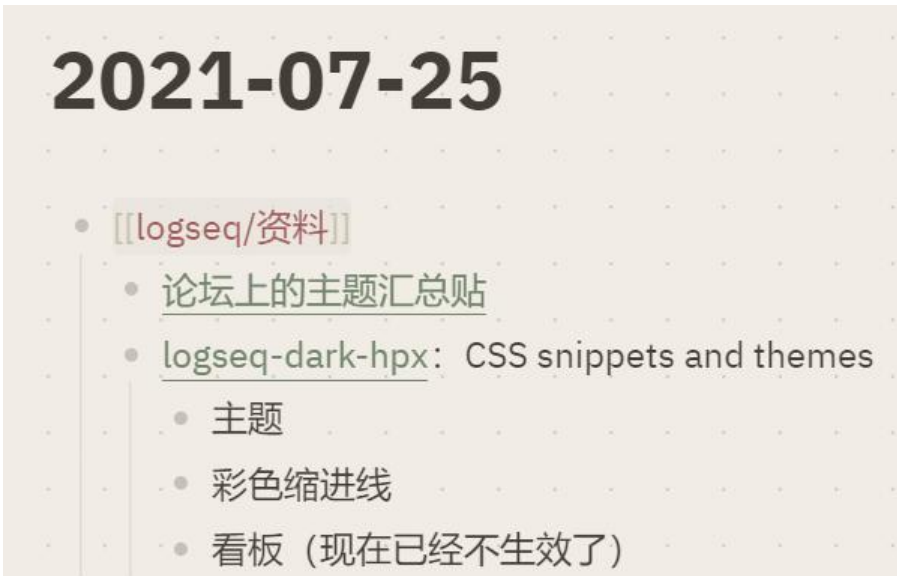 2021-07-25
[[logseq/资料]]
论坛上的主题汇总贴
logseq-dark-hpx：CSS snippets and themes
主题
彩色缩进线
看板（现在已经不生效了）